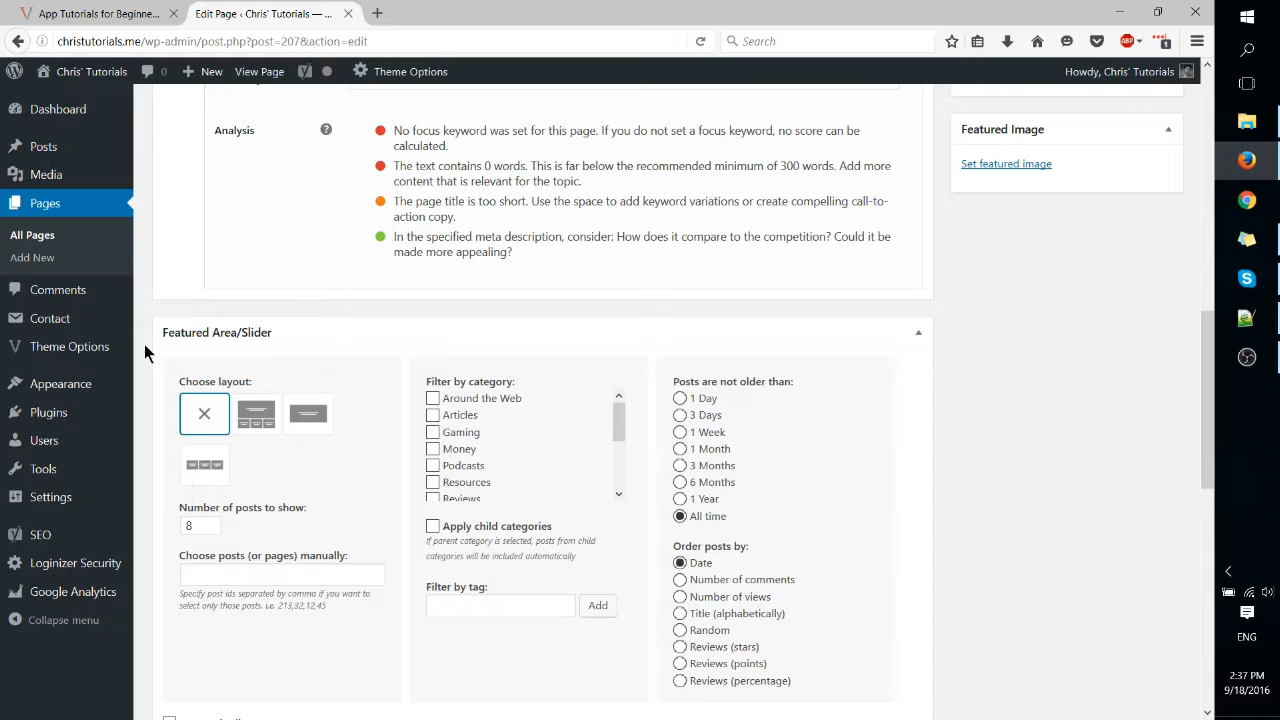 App Tutorials for Beginne...
Edit Page ‹ Chris' Tutorials — ...
christutorials.me/wp-admin/post.php?post=207&action=edit
Search
ABP
1
Chris' Tutorials
0
New
View Page
Theme Options
Howdy, Chris' Tutorials
Dashboard
Posts
Media
Pages
All Pages
Add New
Comments
Contact
Theme Options
Appearance
Plugins
Users
Tools
Settings
SEO
Loginizer Security
Google Analytics
Collapse menu
Analysis
?
No focus keyword was set for this page. If you do not set a focus keyword, no score can be
calculated.
The text contains 0 words. This is far below the recommended minimum of 300 words. Add more
content that is relevant for the topic.
The page title is too short. Use the space to add keyword variations or create compelling call-to-
action copy.
In the specified meta description, consider: How does it compare to the competition? Could it be
made more appealing?
Featured Image
Set featured image
Featured Area/Slider
Choose layout:
Number of posts to show:
8
Choose posts (or pages) manually:
Specify post ids separated by comma if you want to
select only those posts. i.e. 213,32,12,45
Filter by category:
Around the Web
Articles
Gaming
Money
Podcasts
Resources
Reviews
Apply child categories
If parent category is selected, posts from child
categories will be included automatically
Filter by tag:
Add
Posts are not older than:
1 Day
3 Days
1 Week
1 Month
3 Months
6 Months
1 Year
All time
Order posts by:
Date
Number of comments
Number of views
Title (alphabetically)
Random
Reviews (stars)
Reviews (points)
Reviews (percentage)
ENG
2:37 PM
9/18/2016